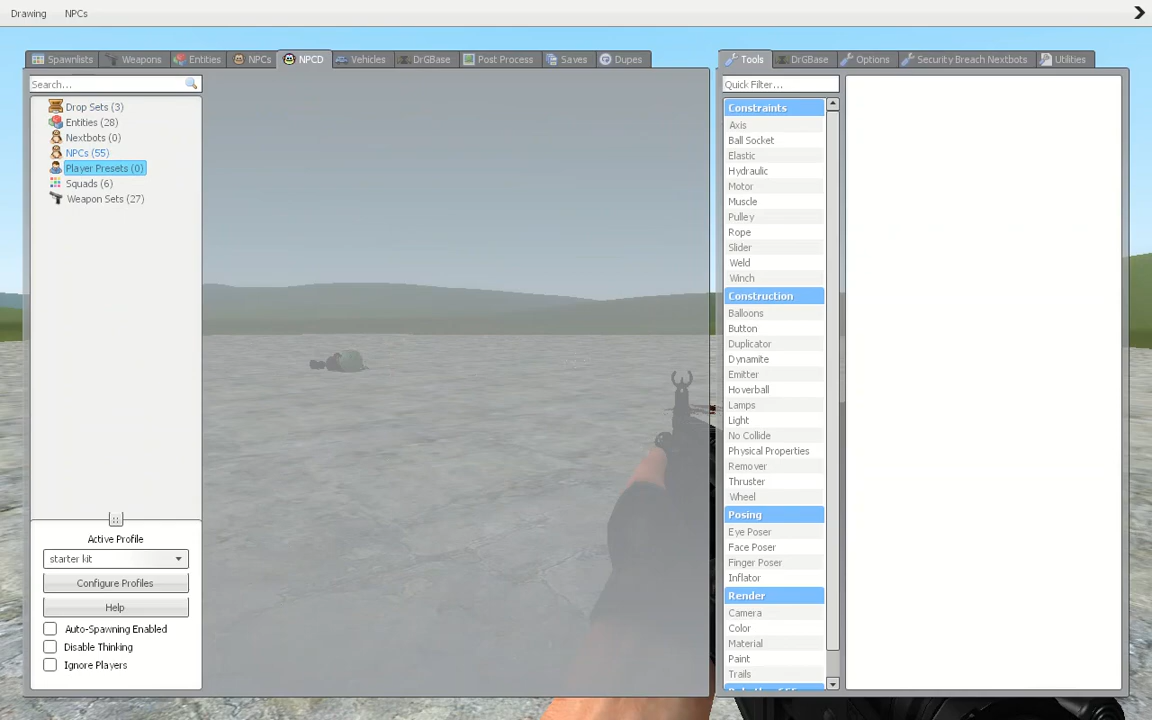 Drawing NPCs
Spawnlists Weapons Entities NPCs NPCD Vehicles DrGBase Post Process Saves Dupes
Search...
Drop Sets (3)
Entities (28)
Nextbots (0)
NPCs (55)
Player Presets (0)
Squads (6)
Weapon Sets (27)
Active Profile
starter kit
Configure Profiles
Help
Auto-Spawning Enabled
Disable Thinking
Ignore Players
Tools DrGBase Options Security Breach Nextbots Utilities
Quick Filter...
Constraints
Axis
Ball Socket
Elastic
Hydraulic
Motor
Muscle
Pulley
Rope
Slider
Weld
Winch
Construction
Balloons
Button
Duplicator
Dynamite
Emitter
Hoverball
Lamps
Light
No Collide
Physical Properties
Remover
Thruster
Wheel
Posing
Eye Poser
Face Poser
Finger Poser
Inflator
Render
Camera
Color
Material
Paint
Trails